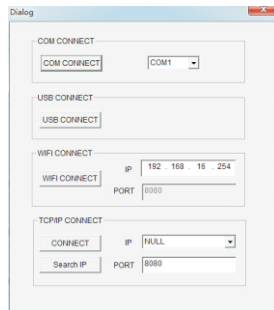 Dialog
COM CONNECT
COM CONNECT COM1
USB CONNECT
USB CONNECT
WIFI CONNECT
WIFI CONNECT IP 192 . 168 . 16 . 254
PORT 8080
TCP/IP CONNECT
CONNECT IP NULL
Search IP PORT 8080